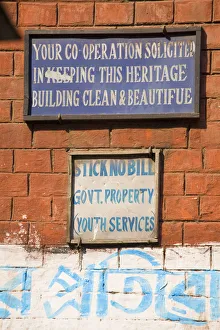 YOUR CO-OPERATION SOLICITED
IN KEEPING THIS HERITAGE
BUILDING CLEAN & BEAUTIFUE
STICK NO BILL
GOVT. PROPERTY
(YOUTH SERVICES)